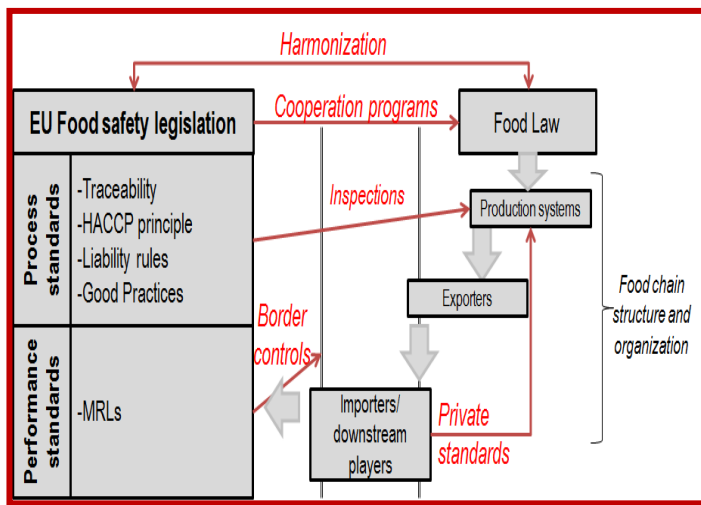 Harmonization
EU Food safety legislation
Cooperation programs
Food Law
Process
standards
-Traceability
-HACCP principle
-Liability rules
-Good Practices
Inspections
Production systems
Exporters
Food chain
structure and
organization
Border
controls
Performance
standards
-MRLs
Importers/
downstream
players
Private
standards